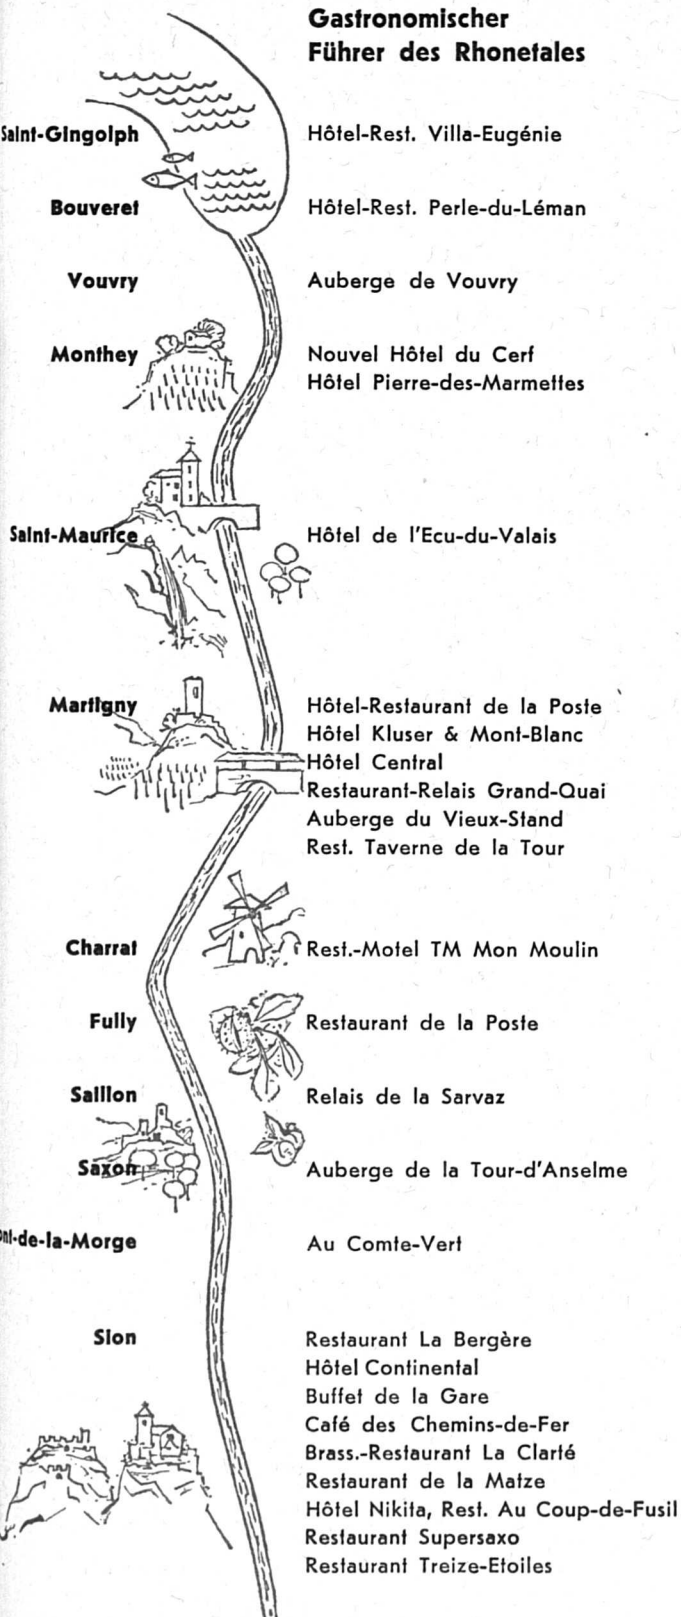 Gastronomischer
Führer des Rhonetales
Saint-Gingolph Hôtel-Rest. Villa-Eugénie
Bouveret Hôtel-Rest. Perle-du-Léman
Vouvry Auberge de Vouvry
Monthey Nouvel Hôtel du Cerf
Hôtel Pierre-des-Marmettes
Saint-Maurice Hôtel de l'Ecu-du-Valais
Martigny Hôtel-Restaurant de la Poste
Hôtel Kluser & Mont-Blanc
Hôtel Central
Restaurant-Relais Grand-Quai
Auberge du Vieux-Stand
Rest. Taverne de la Tour
Charrat Rest.-Motel TM Mon Moulin
Fully Restaurant de la Poste
Saillon Relais de la Sarvaz
Saxon Auberge de la Tour-d'Anselme
ont-de-la-Morge Au Comte-Vert
Sion Restaurant La Bergère
Hôtel Continental
Buffet de la Gare
Café des Chemins-de-Fer
Brass.-Restaurant La Clarté
Restaurant de la Matze
Hôtel Nikita, Rest. Au Coup-de-Fusil
Restaurant Supersaxo
Restaurant Treize-Etoiles